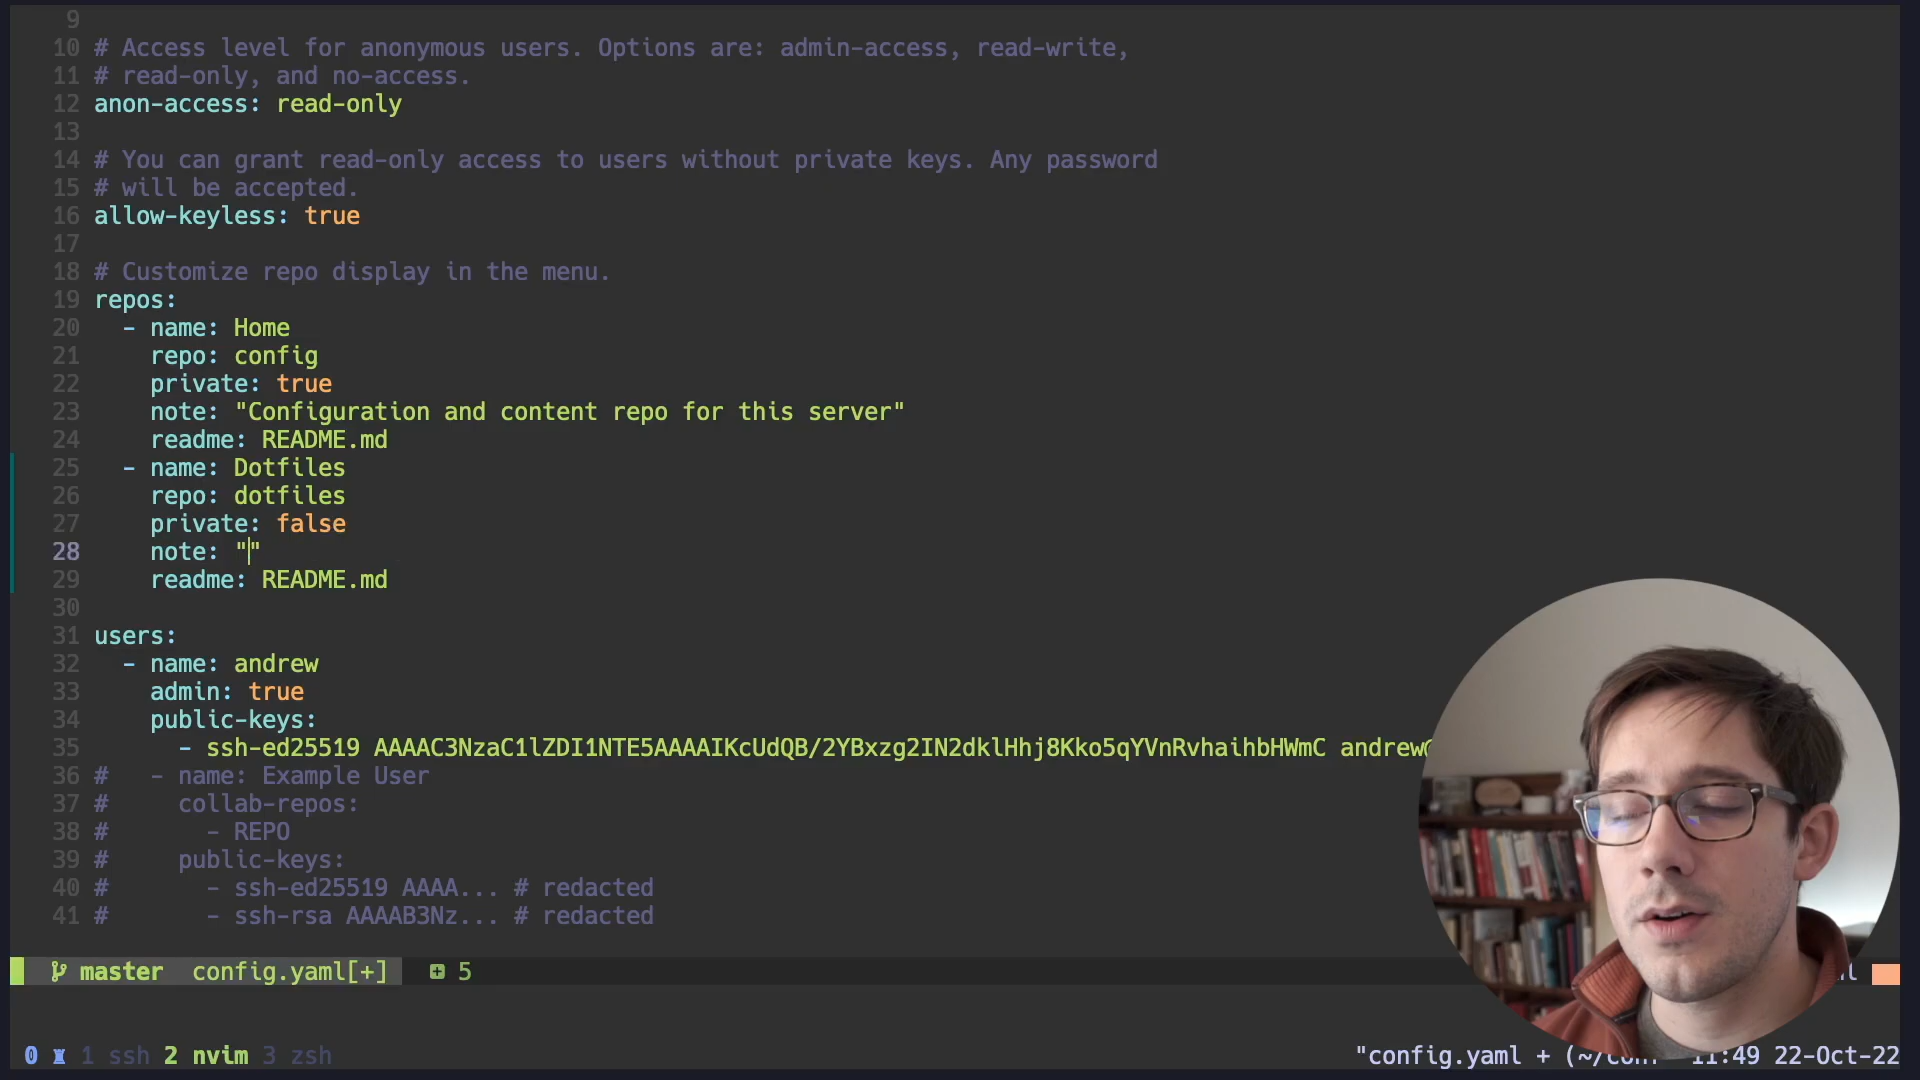 9
10 # Access level for anonymous users. Options are: admin-access, read-write,
11 # read-only, and no-access.
12 anon-access: read-only
13
14 # You can grant read-only access to users without private keys. Any password
15 # will be accepted.
16 allow-keyless: true
17
18 # Customize repo display in the menu.
19 repos:
20 - name: Home
21 repo: config
22 private: true
23 note: "Configuration and content repo for this server"
24 readme: README.md
25 - name: Dotfiles
26 repo: dotfiles
27 private: false
28 note: ""
29 readme: README.md
30
31 users:
32 - name: andrew
33 admin: true
34 public-keys:
35 - ssh-ed25519 AAAAC3NzaC1lZDI1NTE5AAAAIKcUdQB/2YBxzg2IN2dklHhj8Kko5qYVnRvhaihbHWmC andrew@
36 # - name: Example User
37 # collab-repos:
38 # - REPO
39 # public-keys:
40 # - ssh-ed25519 AAAA... # redacted
41 # - ssh-rsa AAAAB3Nz... # redacted
master config.yaml[+] 5
0 1 ssh 2 nvim 3 zsh "config.yaml + (~/conf 11:49 22-Oct-22